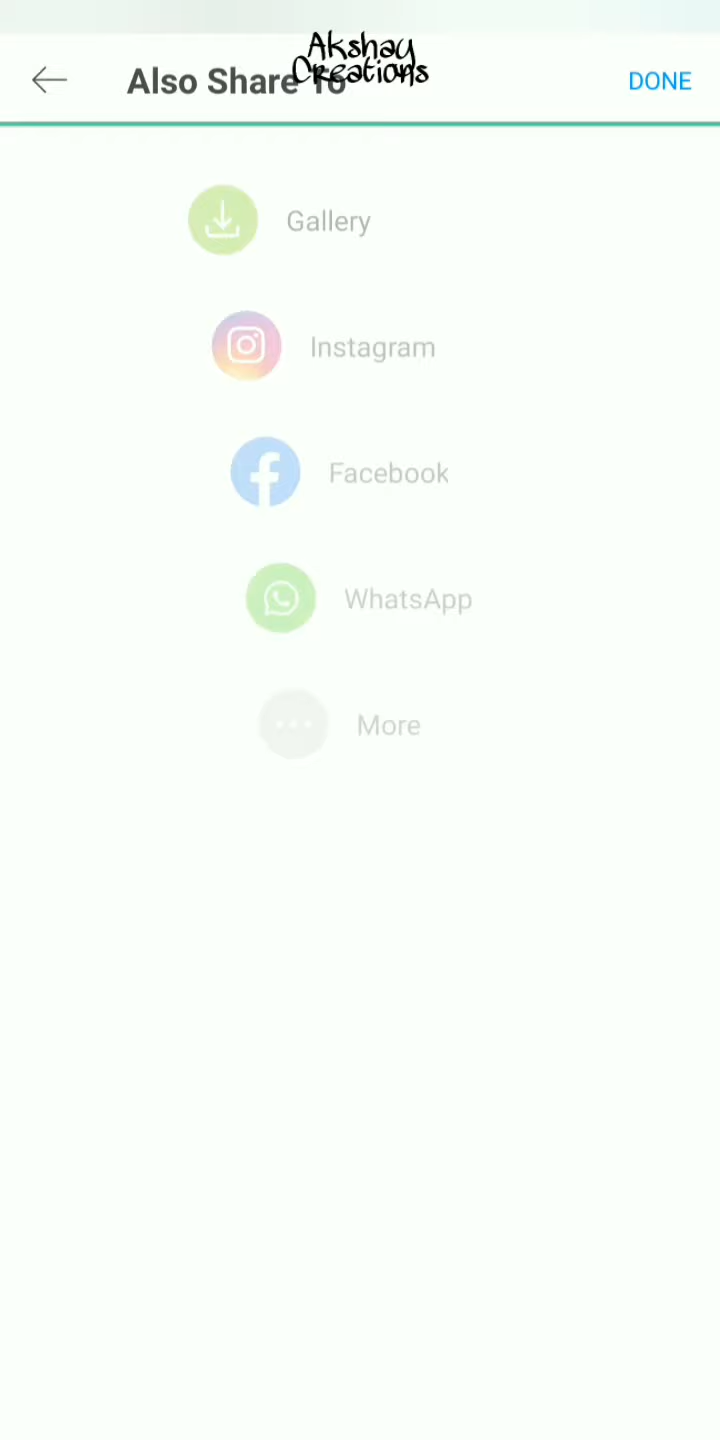 Akshay
Creations
Also Share To
DONE
Gallery
Instagram
Facebook
WhatsApp
More